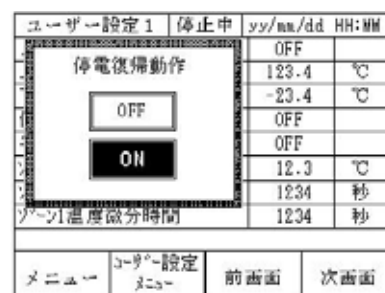 ユーザー設定1 停止中 yy/mm/dd HH:MM
停電復帰動作
OFF
ON
OFF
123.4 ℃
-23.4 ℃
OFF
OFF
12.3 ℃
1234 秒
ゾーン1温度微分時間 1234 秒
メニュー ユーザー設定メニュー 前画面 次画面